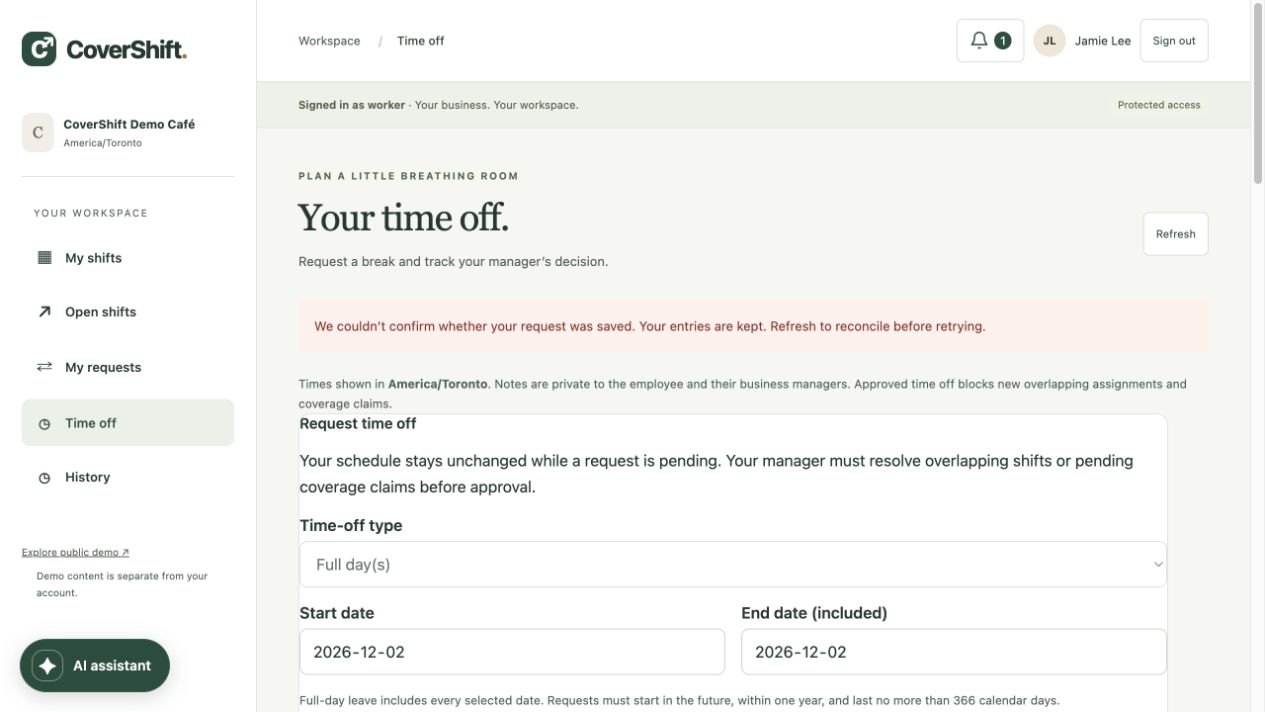 CoverShift.
C
CoverShift Demo Café
America/Toronto
YOUR WORKSPACE
My shifts
Open shifts
My requests
Time off
History
Explore public demo ↗
Demo content is separate from your
account.
AI assistant
Workspace / Time off
1
JL
Jamie Lee
Sign out
Signed in as worker · Your business. Your workspace.
Protected access
PLAN A LITTLE BREATHING ROOM
Your time off.
Refresh
Request a break and track your manager’s decision.
We couldn’t confirm whether your request was saved. Your entries are kept. Refresh to reconcile before retrying.
Times shown in America/Toronto. Notes are private to the employee and their business managers. Approved time off blocks new overlapping assignments and
coverage claims.
Request time off
Your schedule stays unchanged while a request is pending. Your manager must resolve overlapping shifts or pending
coverage claims before approval.
Time-off type
Full day(s)
Start date
End date (included)
2026-12-02
2026-12-02
Full-day leave includes every selected date. Requests must start in the future, within one year, and last no more than 366 calendar days.